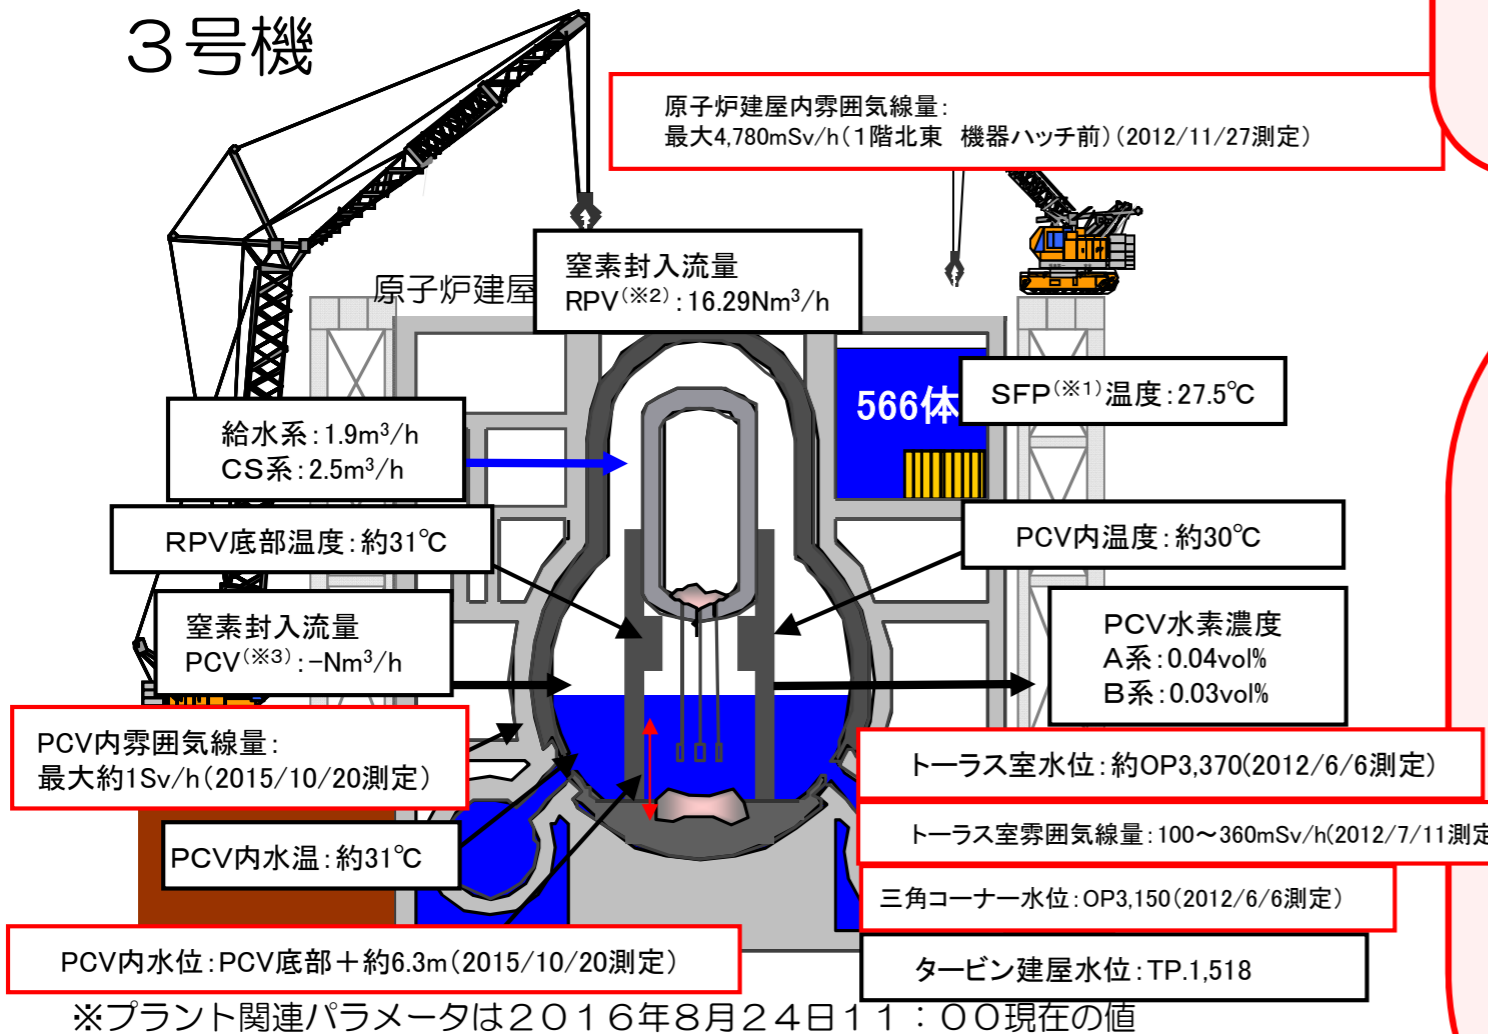 ３号機
原子炉建屋内雰囲気線量：
最大4,780mSv/h（1階北東　機器ハッチ前）（2012/11/27測定）
原子炉建屋
窒素封入流量
RPV(※2)：16.29Nm³/h
566体
SFP(※1)温度：27.5℃
給水系：1.9m³/h
CS系：2.5m³/h
RPV底部温度：約31℃
PCV内温度：約30℃
窒素封入流量
PCV(※3)：-Nm³/h
PCV水素濃度
A系：0.04vol%
B系：0.03vol%
PCV内雰囲気線量：
最大約1Sv/h（2015/10/20測定）
トーラス室水位：約OP3,370(2012/6/6測定）
トーラス室雰囲気線量：100～360mSv/h(2012/7/11測定
PCV内水温：約31℃
三角コーナー水位：OP3,150（2012/6/6測定）
PCV内水位：PCV底部＋約6.3m（2015/10/20測定）
タービン建屋水位：TP.1,518
※プラント関連パラメータは２０１６年８月２４日１１：００現在の値